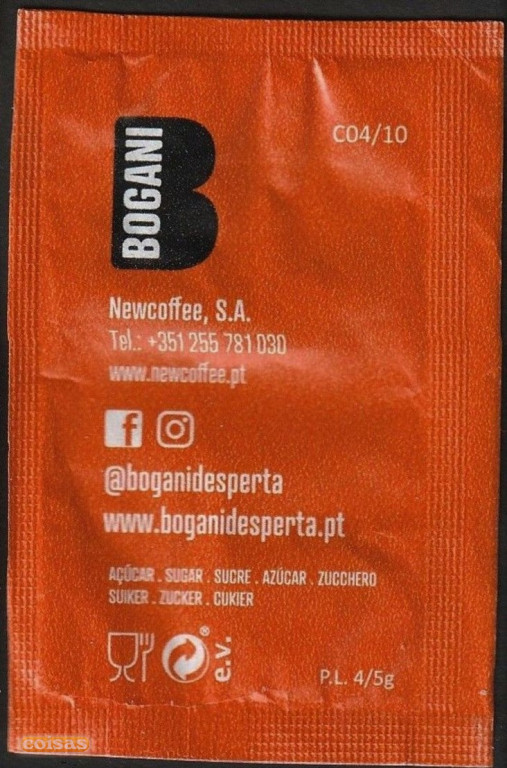 BOGANI
C04/10
Newcoffee, S.A.
Tel.: +351 255 781 030
www.newcoffee.pt
@boganidesperta
www.boganidesperta.pt
AÇÚCAR . SUGAR . SUCRE . AZÚCAR . ZUCCHERO
SUIKER . ZUCKER . CUKIER
® e.v.
P.L. 4/5g
coisas